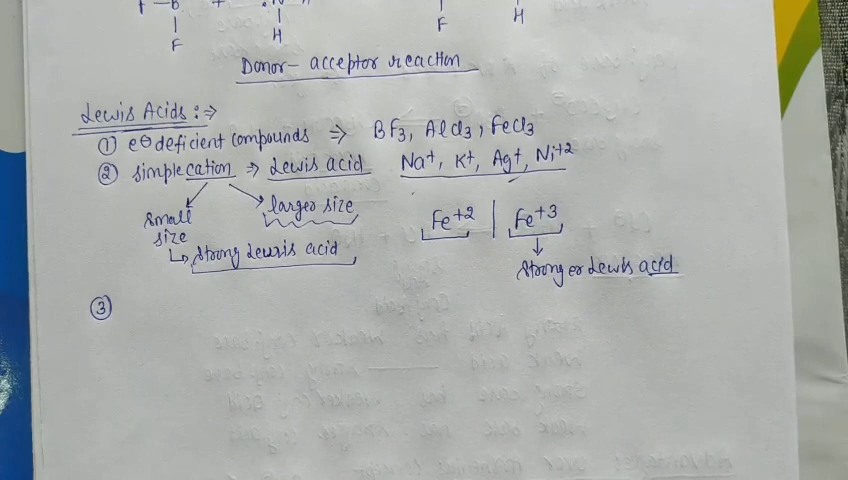 F — B + :N H
F H F H
Donor- acceptor reaction
Lewis Acids :⇒
① e⊖ deficient compounds ⇒ BF3, AlCl3, FeCl3
② simple cation ⇒ Lewis acid Na+, K+, Ag+, Ni+2
small size larger size Fe+2 | Fe+3
↳ strong Lewis acid stronger Lewis acid
③